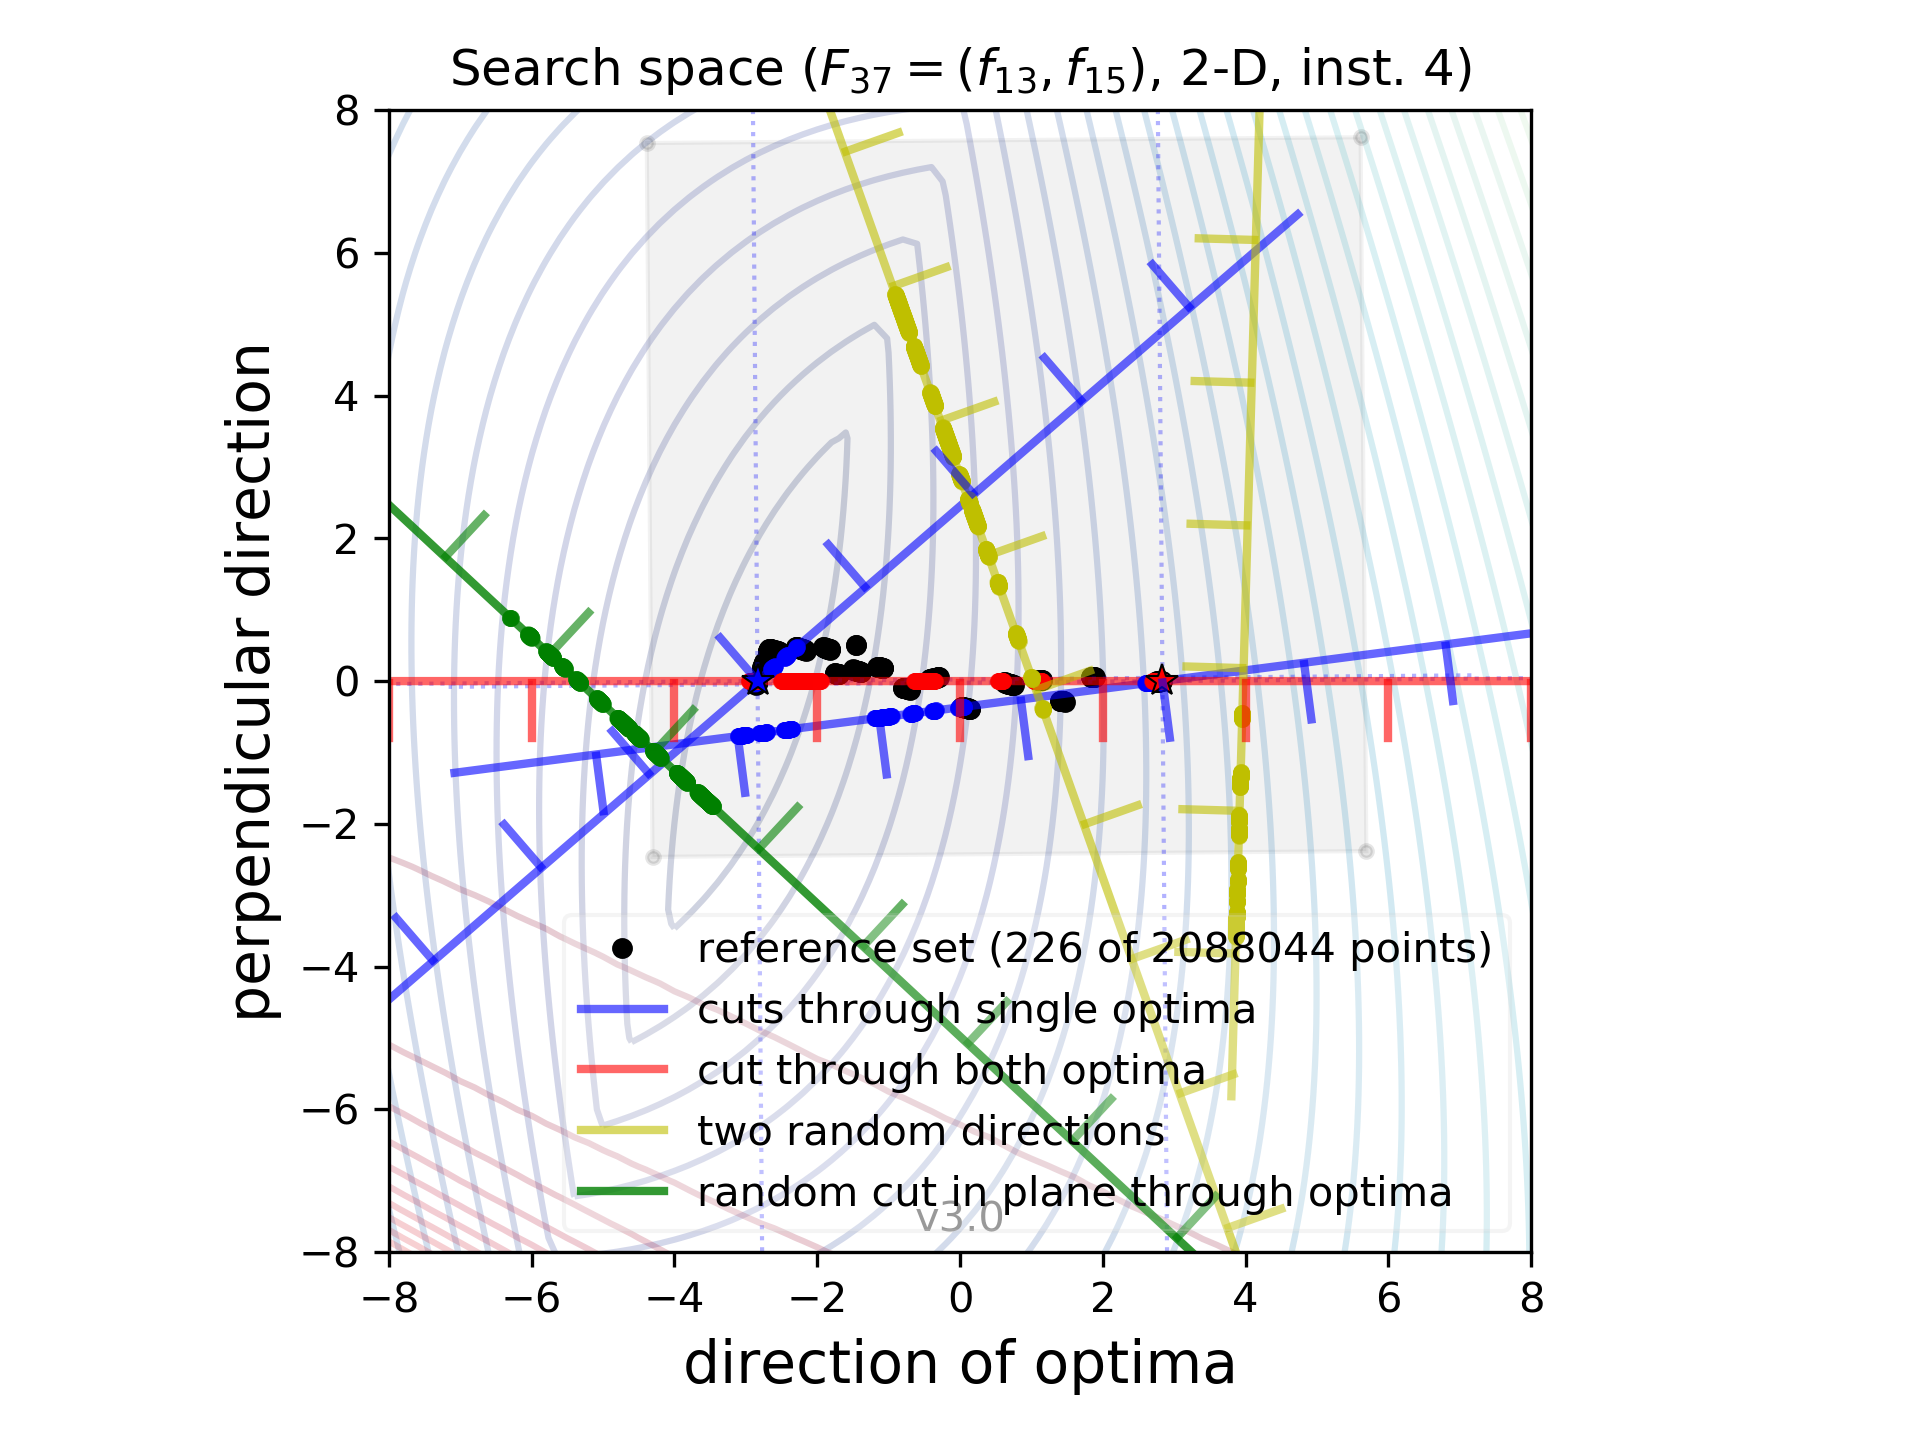 Search space (F37 = (f13, f15), 2-D, inst. 4)
8
6
4
2
0
−2
−4
−6
−8
perpendicular direction
reference set (226 of 2088044 points)
cuts through single optima
cut through both optima
two random directions
random cut in plane through optima
v3.0
−8 −6 −4 −2 0 2 4 6 8
direction of optima